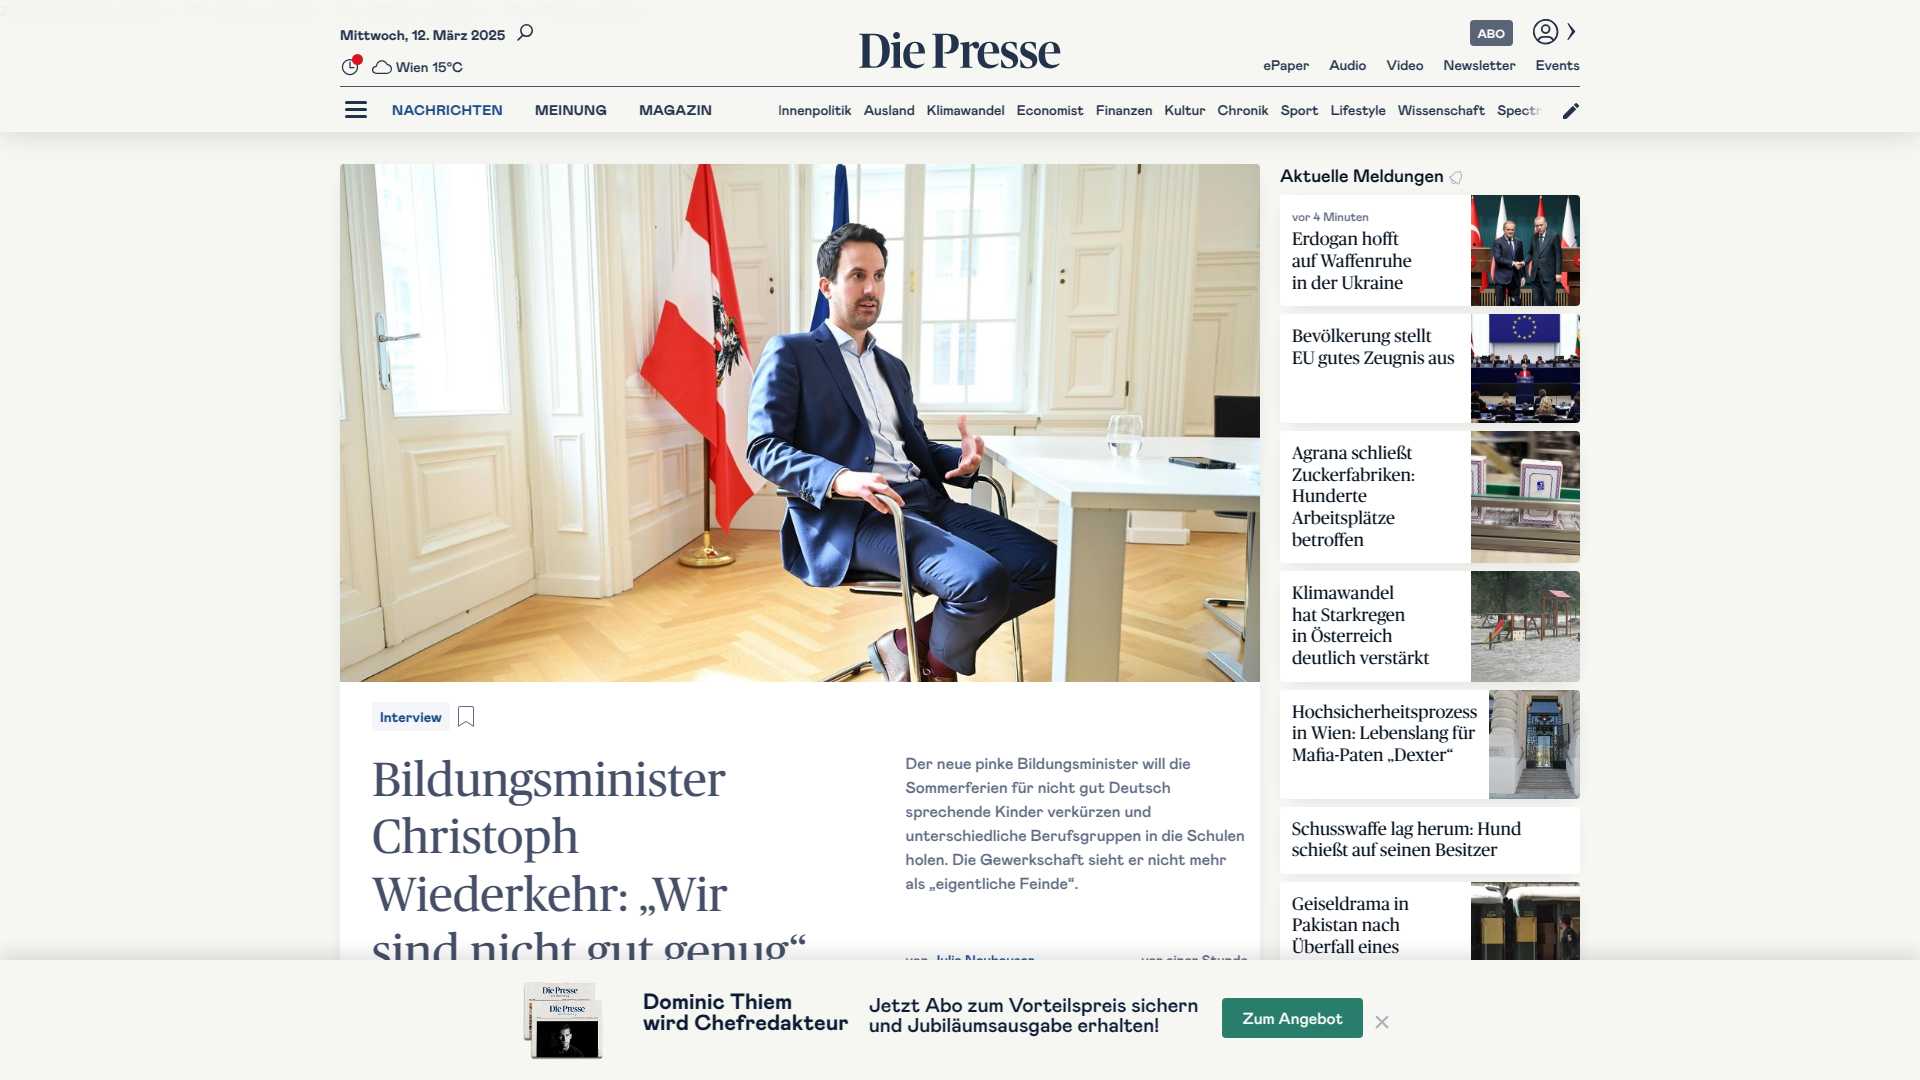 Mittwoch, 12. März 2025
Wien 15°C
Die Presse
ABO
ePaper Audio Video Newsletter Events
NACHRICHTEN MEINUNG MAGAZIN
Innenpolitik Ausland Klimawandel Economist Finanzen Kultur Chronik Sport Lifestyle Wissenschaft Spectr
Interview
Bildungsminister
Christoph
Wiederkehr: „Wir
sind nicht gut genug“
Der neue pinke Bildungsminister will die
Sommerferien für nicht gut Deutsch
sprechende Kinder verkürzen und
unterschiedliche Berufsgruppen in die Schulen
holen. Die Gewerkschaft sieht er nicht mehr
als „eigentliche Feinde“.
von Julia Neuhauser
vor einer Stunde
Aktuelle Meldungen
vor 4 Minuten
Erdogan hofft
auf Waffenruhe
in der Ukraine
Bevölkerung stellt
EU gutes Zeugnis aus
Agrana schließt
Zuckerfabriken:
Hunderte
Arbeitsplätze
betroffen
Klimawandel
hat Starkregen
in Österreich
deutlich verstärkt
Hochsicherheitsprozess
in Wien: Lebenslang für
Mafia-Paten „Dexter“
Schusswaffe lag herum: Hund
schießt auf seinen Besitzer
Geiseldrama in
Pakistan nach
Überfall eines
Die Presse
Die Presse
Dominic Thiem
wird Chefredakteur
Jetzt Abo zum Vorteilspreis sichern
und Jubiläumsausgabe erhalten!
Zum Angebot